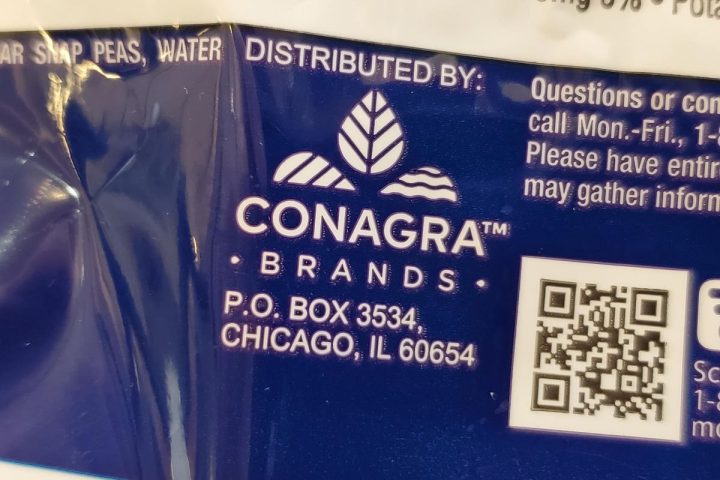 SNAP PEAS, WATER
DISTRIBUTED BY:
CONAGRA™
• BRANDS •
P.O. BOX 3534,
CHICAGO, IL 60654
Questions or
call Mon.-Fri., 1-
Please have
may gather